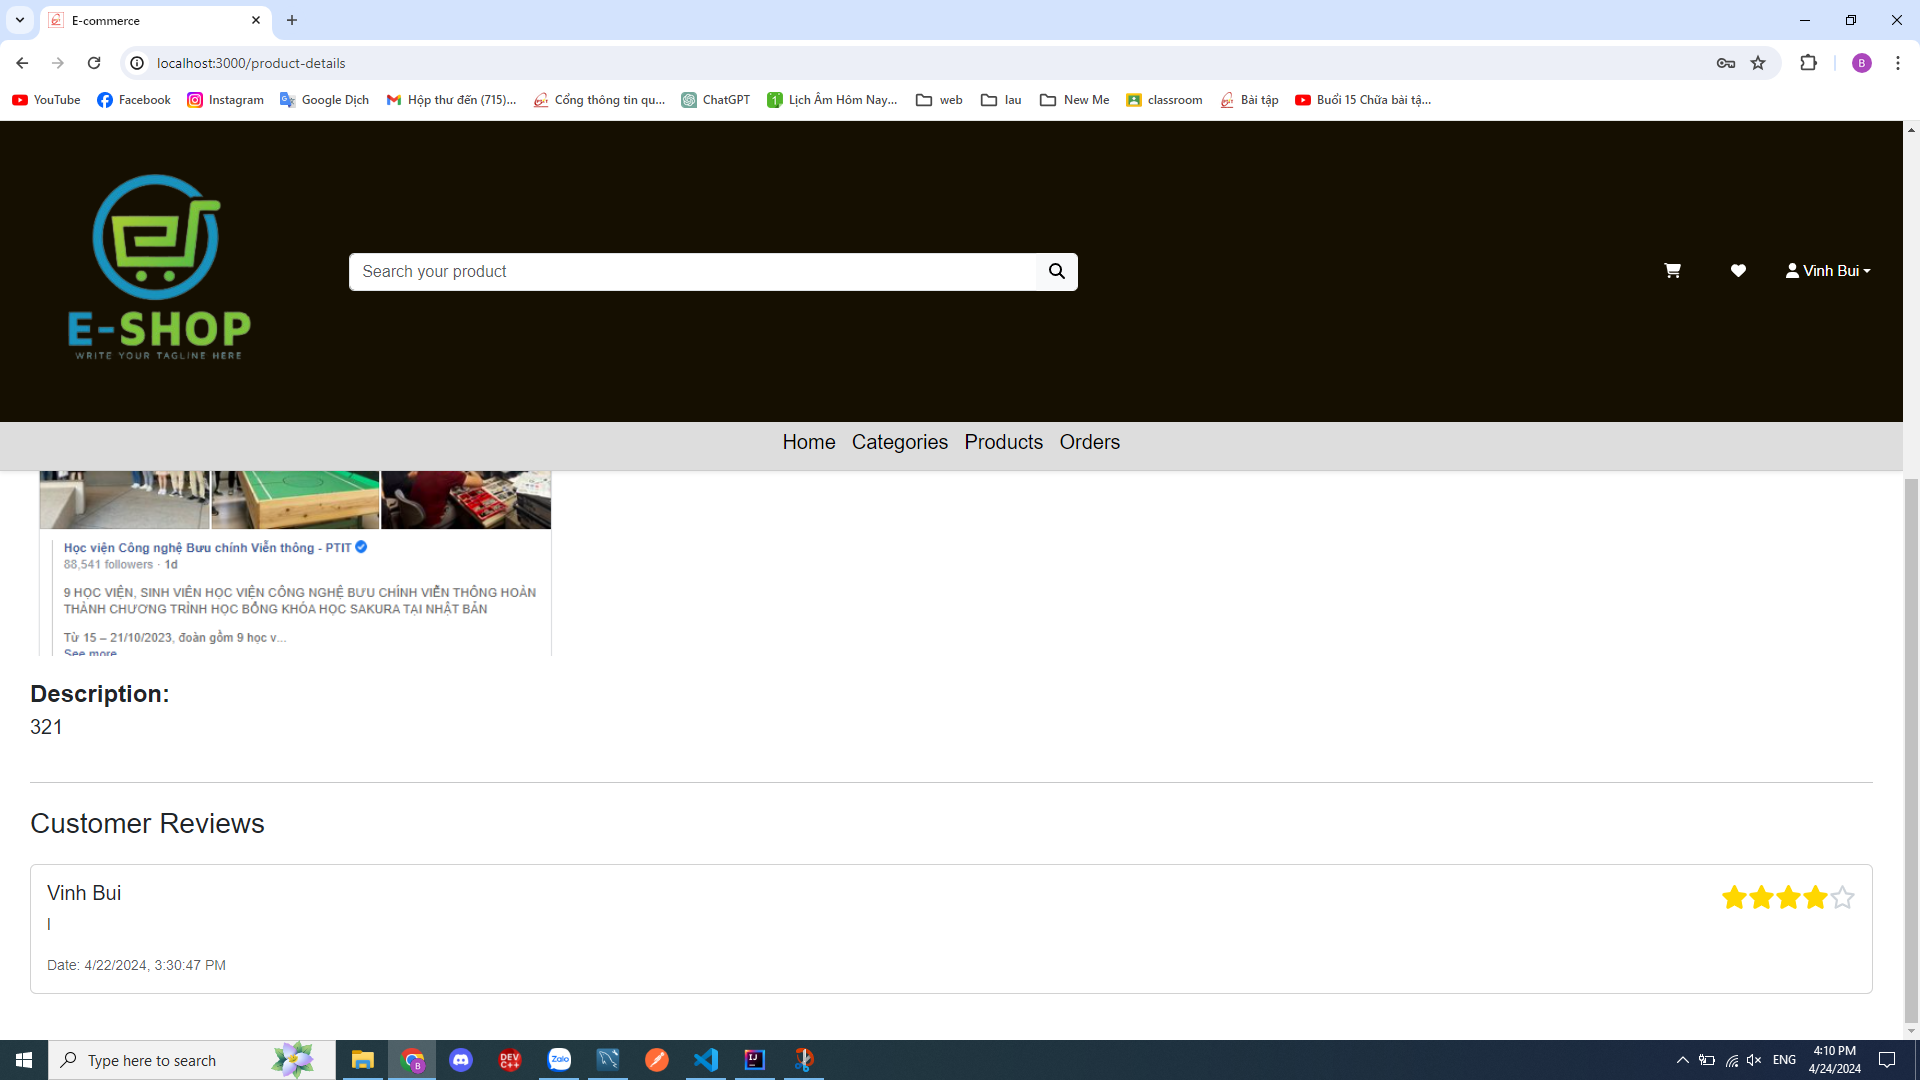 E-commerce
localhost:3000/product-details
B
YouTube
Facebook
Instagram
Google Dịch
Hộp thư đến (715)...
Cổng thông tin qu...
ChatGPT
1
Lịch Âm Hôm Nay...
web
lau
New Me
classroom
Bài tập
Buổi 15 Chữa bài tậ...
E-SHOP
WRITE YOUR TAGLINE HERE
Search your product
Vinh Bui
Home Categories Products Orders
Học viện Công nghệ Bưu chính Viễn thông - PTIT
88,541 followers · 1d
9 HỌC VIỆN, SINH VIÊN HỌC VIỆN CÔNG NGHỆ BƯU CHÍNH VIỄN THÔNG HOÀN
THÀNH CHƯƠNG TRÌNH HỌC BỔNG KHÓA HỌC SAKURA TẠI NHẬT BẢN
Từ 15 – 21/10/2023, đoàn gồm 9 học v...
See more
Description:
321
Customer Reviews
Vinh Bui
l
Date: 4/22/2024, 3:30:47 PM
Type here to search
B
DEV
C++
Zalo
IJ
ENG
4:10 PM
4/24/2024